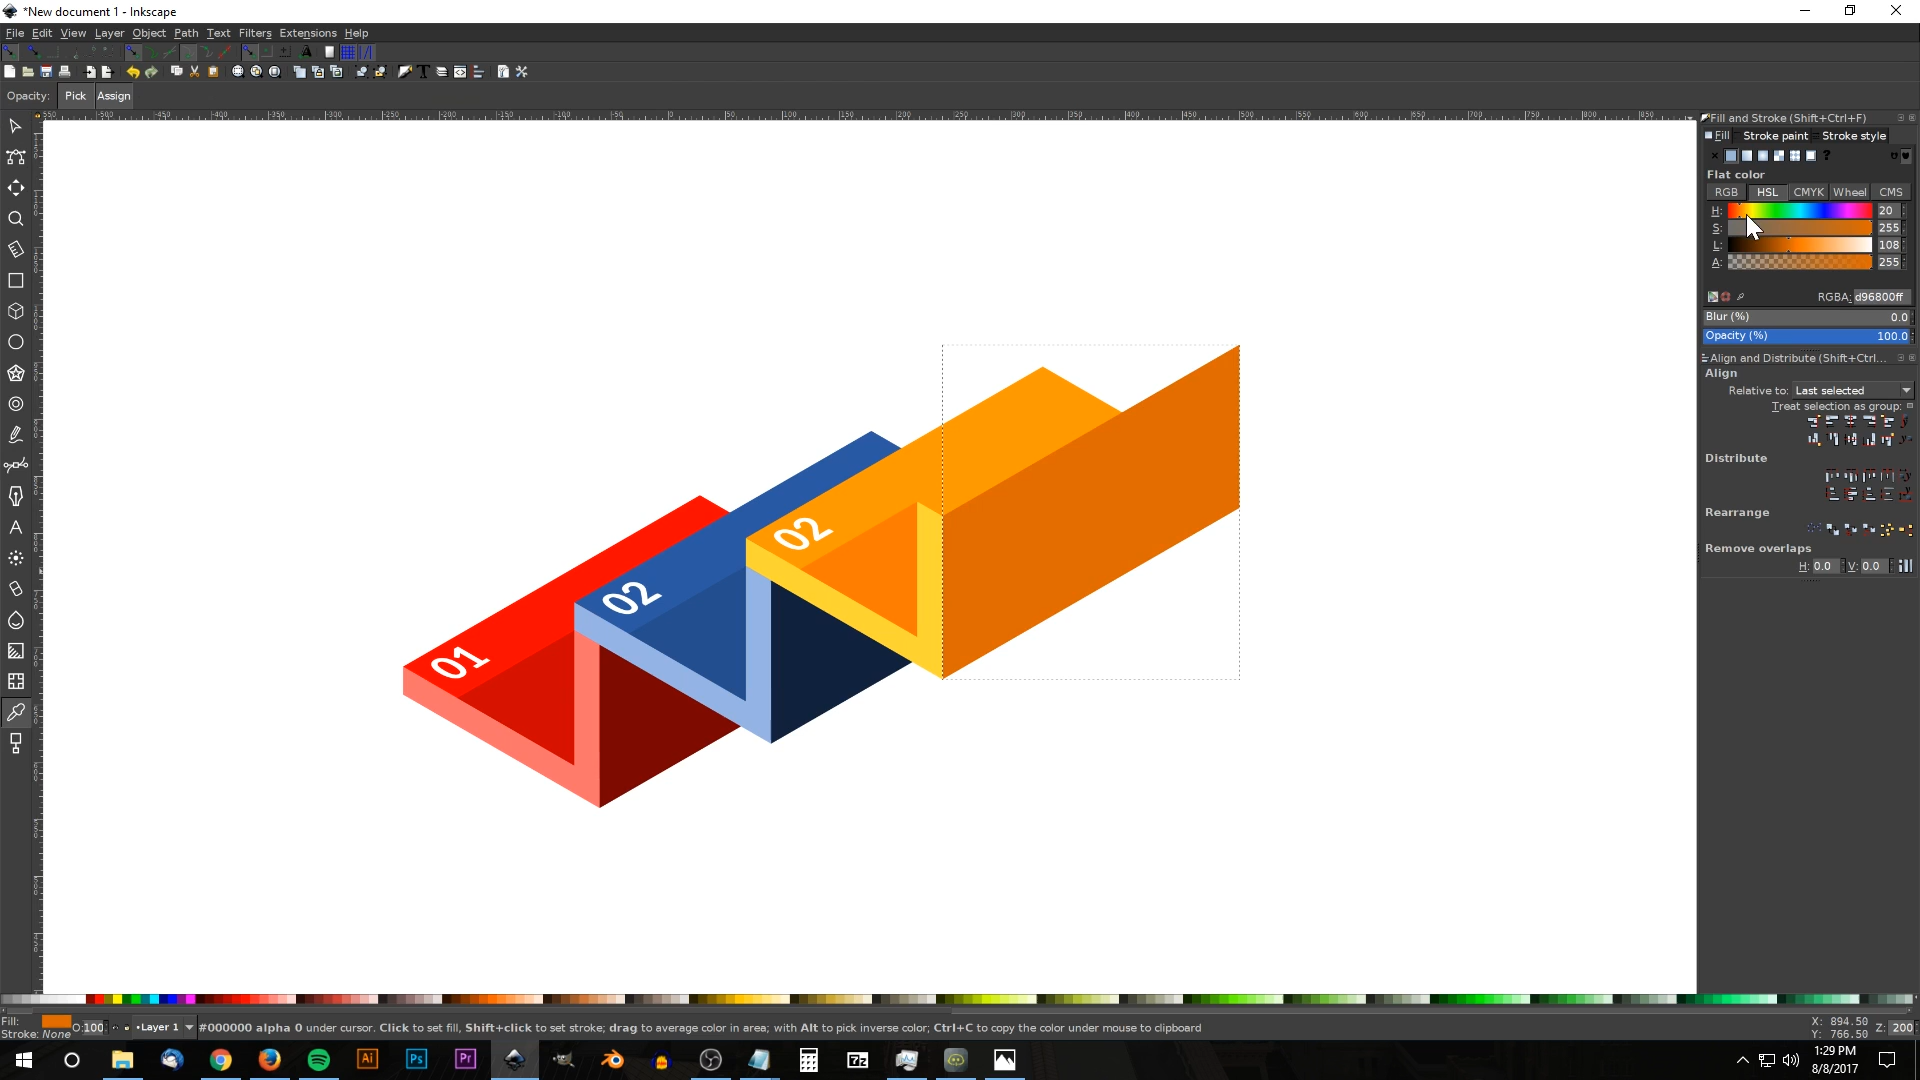 *New document 1 - Inkscape
File Edit View Layer Object Path Text Filters Extensions Help
Opacity: Pick Assign
Fill and Stroke (Shift+Ctrl+F)
Fill Stroke paint Stroke style
Flat color
RGB HSL CMYK Wheel CMS
H: 20
S: 255
L: 108
A: 255
RGBA: d96800ff
Blur (%) 0.0
Opacity (%) 100.0
Align and Distribute (Shift+Ctrl...
Align
Relative to: Last selected
Treat selection as group:
Distribute
Rearrange
Remove overlaps
H: 0.0 V: 0.0
02
02
01
Fill: O:100 Layer 1 #000000 alpha 0 under cursor. Click to set fill, Shift+click to set stroke; drag to average color in area; with Alt to pick inverse color; Ctrl+C to copy the color under mouse to clipboard
Stroke: None
X: 894.50
Y: 766.50
Z: 200
Ai Ps Pr 7z
1:29 PM
8/8/2017